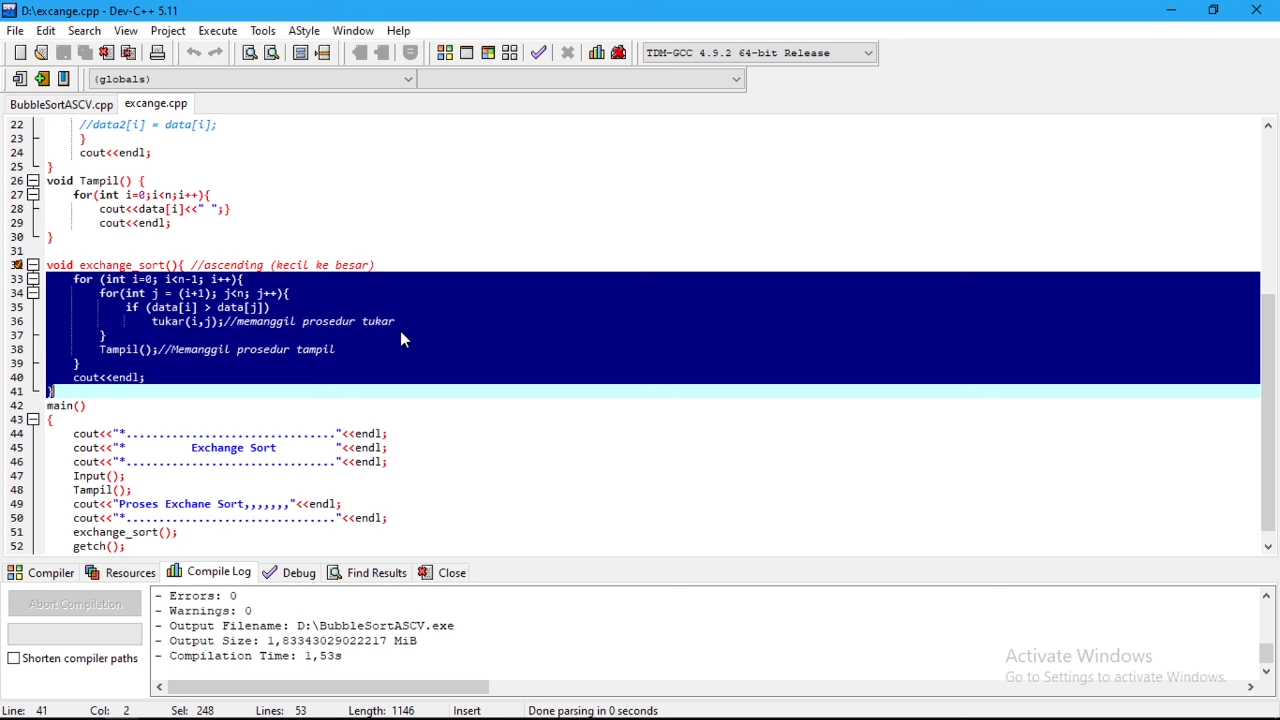 D:\excange.cpp - Dev-C++ 5.11
File Edit Search View Project Execute Tools AStyle Window Help
TDM-GCC 4.9.2 64-bit Release
(globals)
BubbleSortASCV.cpp excange.cpp
22 //data2[i] = data[i];
23 }
24 cout<<endl;
25 }
26 void Tampil() {
27 for(int i=0;i<n;i++){
28 cout<<data[i]<<" ";}
29 cout<<endl;
30 }
31
32 void exchange_sort(){ //ascending (kecil ke besar)
33 for (int i=0; i<n-1; i++){
34 for(int j = (i+1); j<n; j++){
35 if (data[i] > data[j])
36 tukar(i,j);//memanggil prosedur tukar
37 }
38 Tampil();//Memanggil prosedur tampil
39 }
40 cout<<endl;
41 }
42 main()
43 {
44 cout<<"*................................"<<endl;
45 cout<<"* Exchange Sort "<<endl;
46 cout<<"*................................"<<endl;
47 Input();
48 Tampil();
49 cout<<"Proses Exchane Sort,,,,,,,"<<endl;
50 cout<<"*................................"<<endl;
51 exchange_sort();
52 getch();
Compiler Resources Compile Log Debug Find Results Close
Abort Compilation
Shorten compiler paths
- Errors: 0
- Warnings: 0
- Output Filename: D:\BubbleSortASCV.exe
- Output Size: 1,83343029022217 MiB
- Compilation Time: 1,53s
Activate Windows
Go to Settings to activate Windows.
Line: 41 Col: 2 Sel: 248 Lines: 53 Length: 1146 Insert Done parsing in 0 seconds